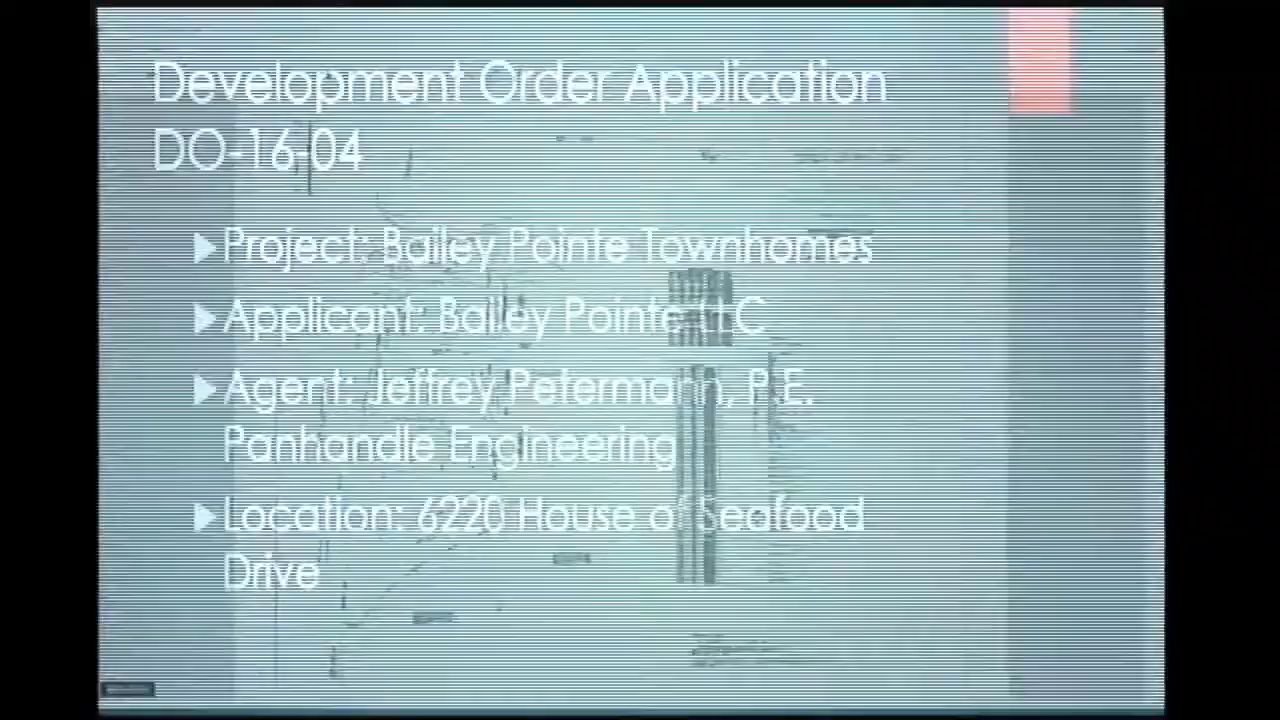 Development Order Application
DO-16-04
Project: Bailey Pointe Townhomes
Applicant: Bailey Pointe LLC
Agent: Jeffrey Petermann, P.E.
Panhandle Engineering
Location: 6220 House of Seafood
Drive